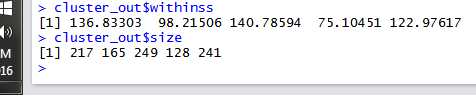 > cluster_out$withinss
[1] 136.83303  98.21506 140.78594  75.10451 122.97617
> cluster_out$size
[1] 217 165 249 128 241
>
M
016